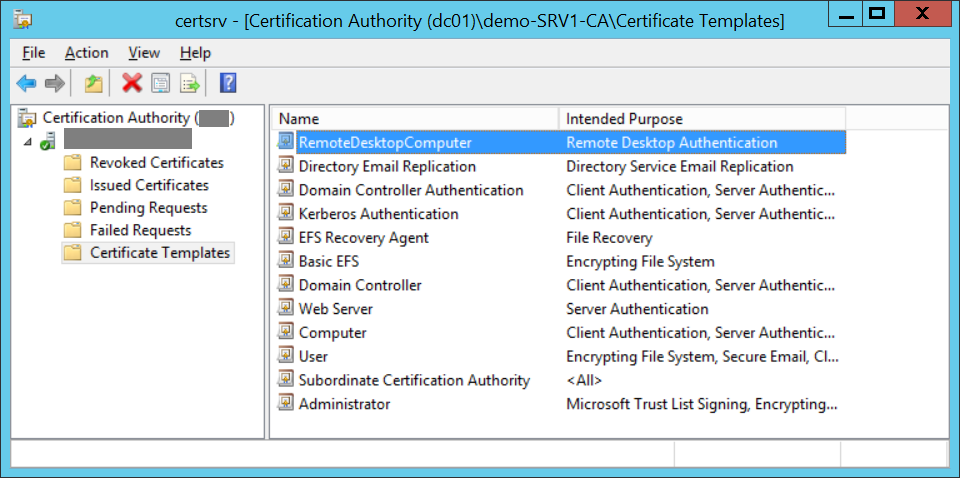 certsrv - [Certification Authority (dc01)\demo-SRV1-CA\Certificate Templates]
File Action View Help
Certification Authority ( )
Revoked Certificates
Issued Certificates
Pending Requests
Failed Requests
Certificate Templates
Name Intended Purpose
RemoteDesktopComputer Remote Desktop Authentication
Directory Email Replication Directory Service Email Replication
Domain Controller Authentication Client Authentication, Server Authentic...
Kerberos Authentication Client Authentication, Server Authentic...
EFS Recovery Agent File Recovery
Basic EFS Encrypting File System
Domain Controller Client Authentication, Server Authentic...
Web Server Server Authentication
Computer Client Authentication, Server Authentic...
User Encrypting File System, Secure Email, Cl...
Subordinate Certification Authority <All>
Administrator Microsoft Trust List Signing, Encrypting...